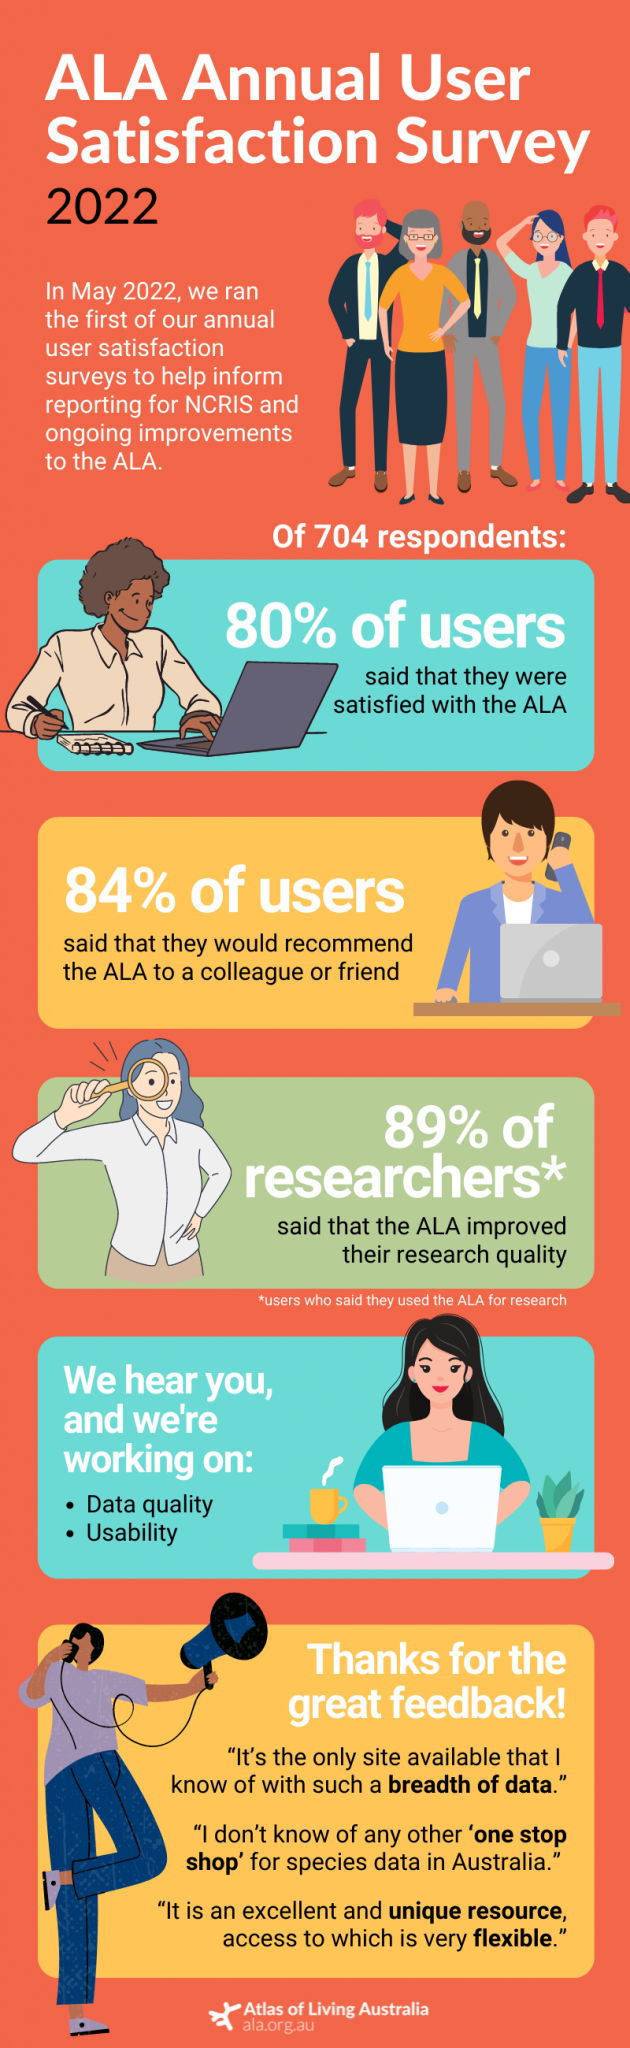 ALA Annual User
Satisfaction Survey
2022
In May 2022, we ran
the first of our annual
user satisfaction
surveys to help inform
reporting for NCRIS and
ongoing improvements
to the ALA.
Of 704 respondents:
80% of users
said that they were
satisfied with the ALA
84% of users
said that they would recommend
the ALA to a colleague or friend
89% of
researchers*
said that the ALA improved
their research quality
*users who said they used the ALA for research
We hear you,
and we're
working on:
• Data quality
• Usability
Thanks for the
great feedback!
“It’s the only site available that I
know of with such a breadth of data.”
“I don’t know of any other ‘one stop
shop’ for species data in Australia.”
“It is an excellent and unique resource,
access to which is very flexible.”
Atlas of Living Australia
ala.org.au